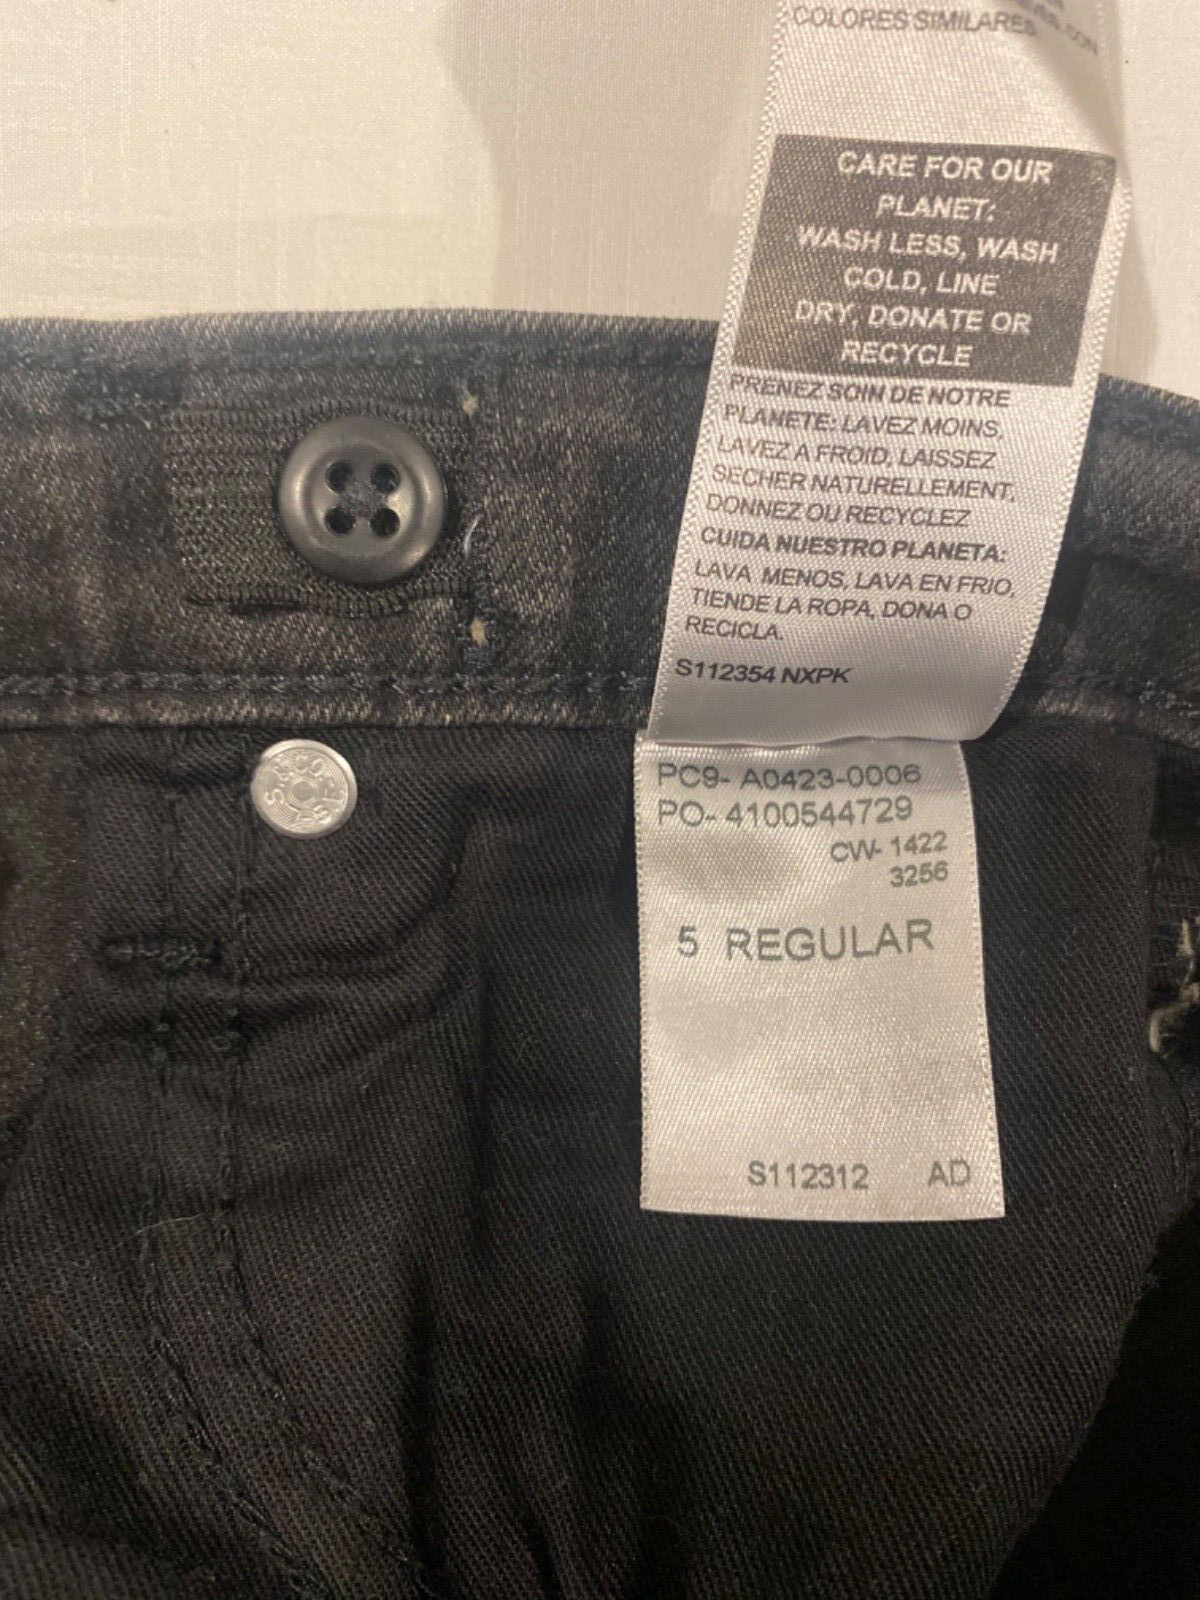 COLORES SIMILARES.
CARE FOR OUR
PLANET:
WASH LESS, WASH
COLD, LINE
DRY, DONATE OR
RECYCLE
PRENEZ SOIN DE NOTRE
PLANETE: LAVEZ MOINS,
LAVEZ A FROID, LAISSEZ
SECHER NATURELLEMENT,
DONNEZ OU RECYCLEZ
CUIDA NUESTRO PLANETA:
LAVA MENOS, LAVA EN FRIO,
TIENDE LA ROPA, DONA O
RECICLA.
S112354 NXPK
PC9- A0423-0006
PO- 4100544729
CW- 1422
3256
5 REGULAR
S112312 AD